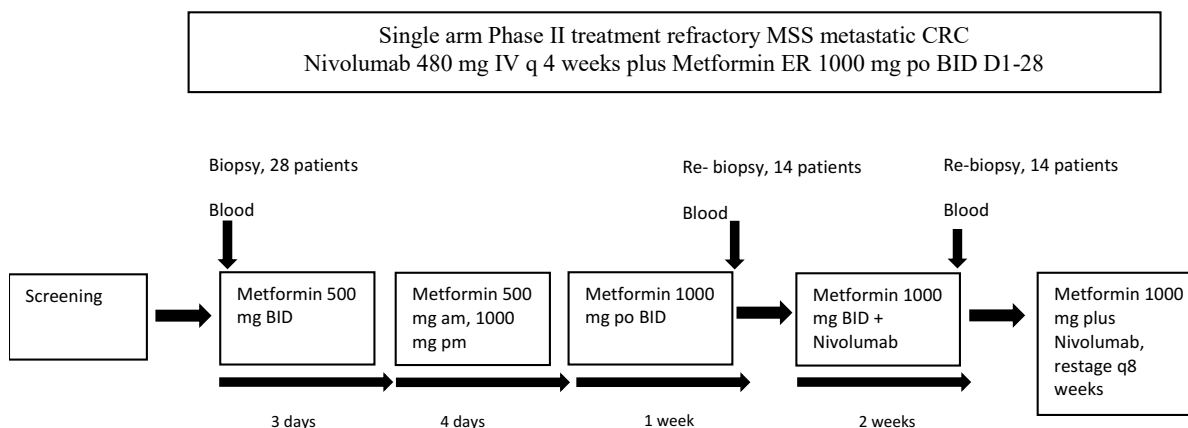 Single arm Phase II treatment refractory MSS metastatic CRC
Nivolumab 480 mg IV q 4 weeks plus Metformin ER 1000 mg po BID D1-28
Biopsy, 28 patients
Blood
Re- biopsy, 14 patients
Blood
Re-biopsy, 14 patients
Blood
Screening
Metformin 500
mg BID
Metformin 500
mg am, 1000
mg pm
Metformin 1000
mg po BID
Metformin 1000
mg BID +
Nivolumab
Metformin 1000
mg plus
Nivolumab,
restage q8
weeks
3 days
4 days
1 week
2 weeks